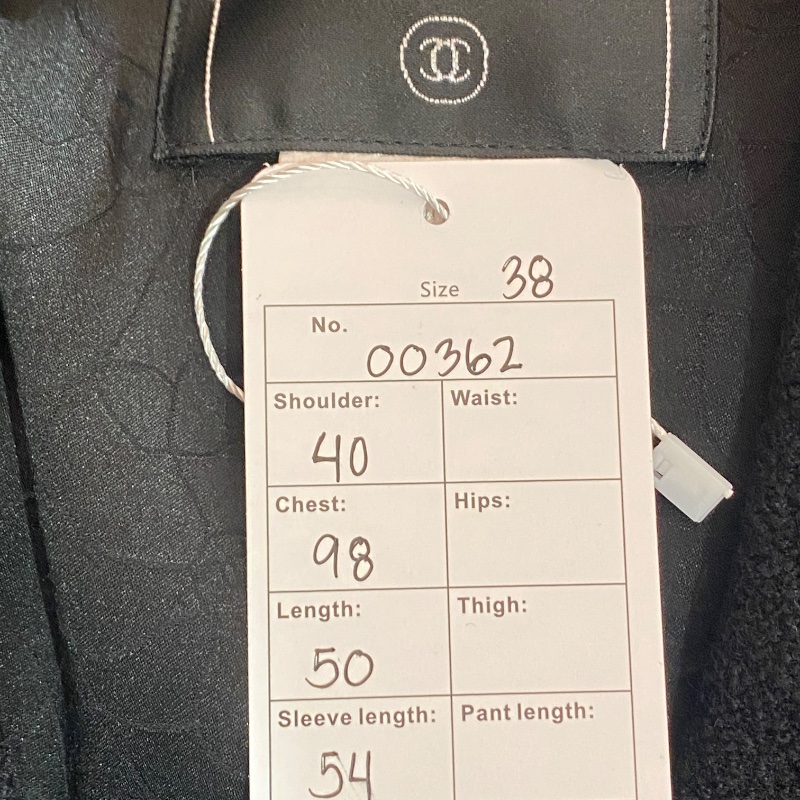 Size 38
No.
00362
Shoulder: Waist:
40
Chest: Hips:
98
Length: Thigh:
50
Sleeve length: Pant length:
54